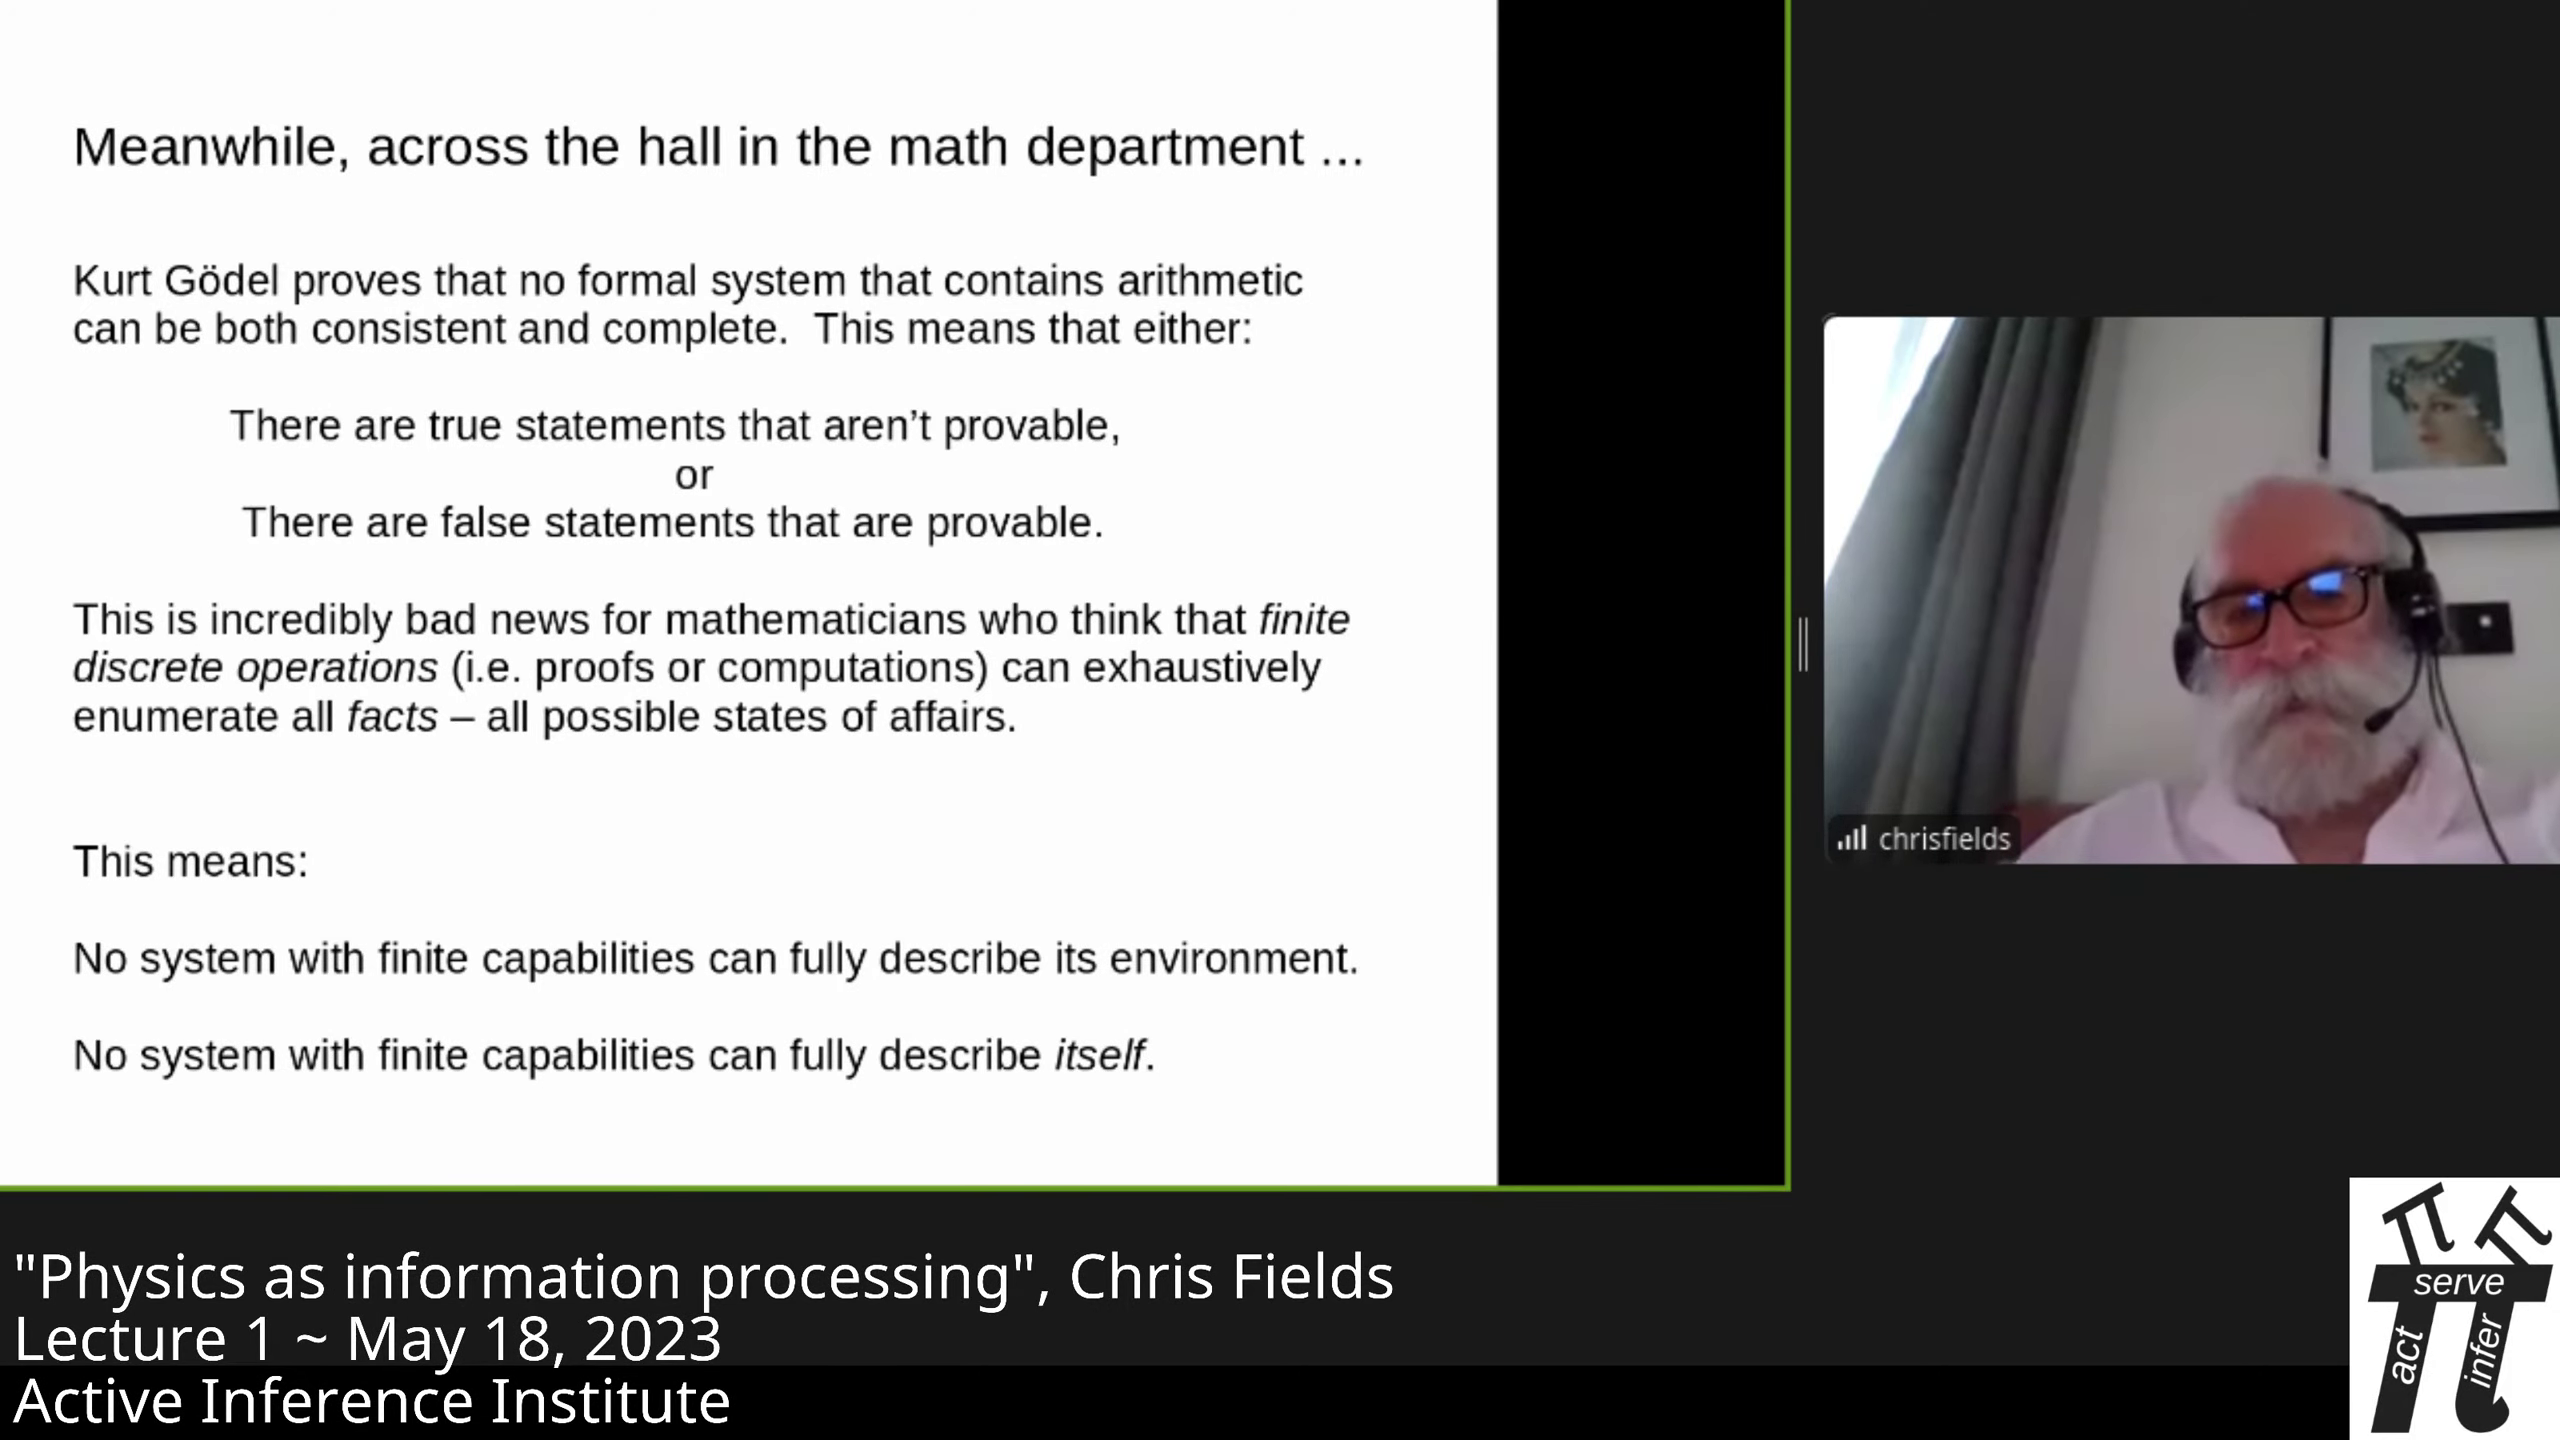 Meanwhile, across the hall in the math department ...
Kurt Gödel proves that no formal system that contains arithmetic
can be both consistent and complete.  This means that either:
There are true statements that aren’t provable,
or
There are false statements that are provable.
This is incredibly bad news for mathematicians who think that finite
discrete operations (i.e. proofs or computations) can exhaustively
enumerate all facts – all possible states of affairs.
This means:
No system with finite capabilities can fully describe its environment.
No system with finite capabilities can fully describe itself.
chrisfields
"Physics as information processing", Chris Fields
Lecture 1 ~ May 18, 2023
Active Inference Institute
serve
act
infer